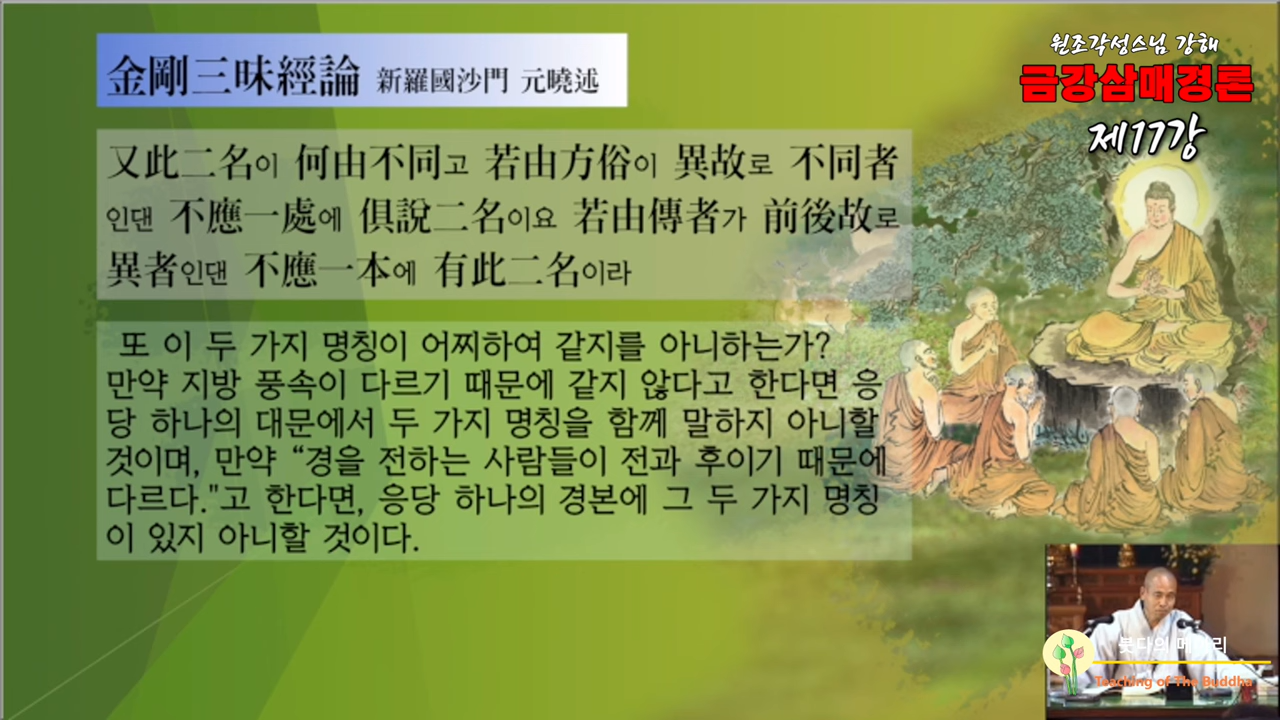 金剛三昧經論 新羅國沙門 元曉述
원조각성스님 강해
금강삼매경론
제17강
又此二名이 何由不同고 若由方俗이 異故로 不同者
인댄 不應一處에 俱說二名이요 若由傳者가 前後故로
異者인댄 不應一本에 有此二名이라
또 이 두 가지 명칭이 어찌하여 같지를 아니하는가?
만약 지방 풍속이 다르기 때문에 같지 않다고 한다면 응
당 하나의 대문에서 두 가지 명칭을 함께 말하지 아니할
것이며, 만약 “경을 전하는 사람들이 전과 후이기 때문에
다르다."고 한다면, 응당 하나의 경본에 그 두 가지 명칭
이 있지 아니할 것이다.
붓다의 메아리
Teaching of The Buddha